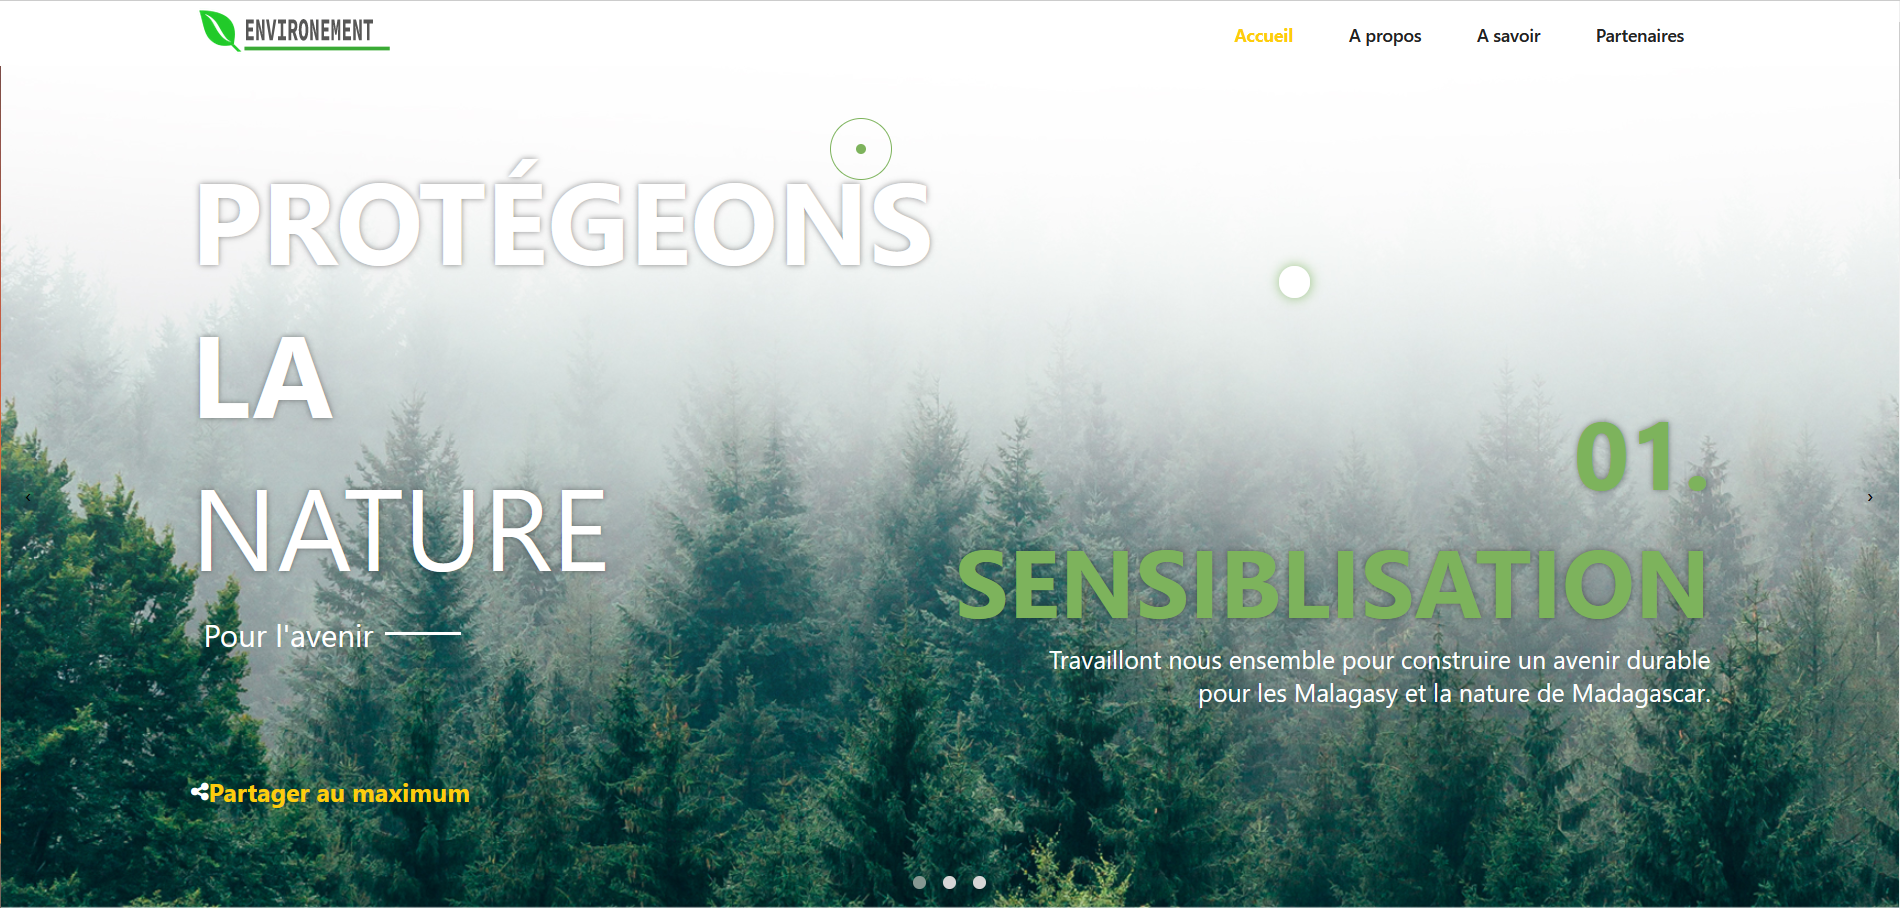 ENVIRONEMENT
Accueil
A propos
A savoir
Partenaires
PROTÉGEONS
LA
NATURE
Pour l'avenir
01.
SENSIBLISATION
Travaillont nous ensemble pour construire un avenir durable
pour les Malagasy et la nature de Madagascar.
Partager au maximum